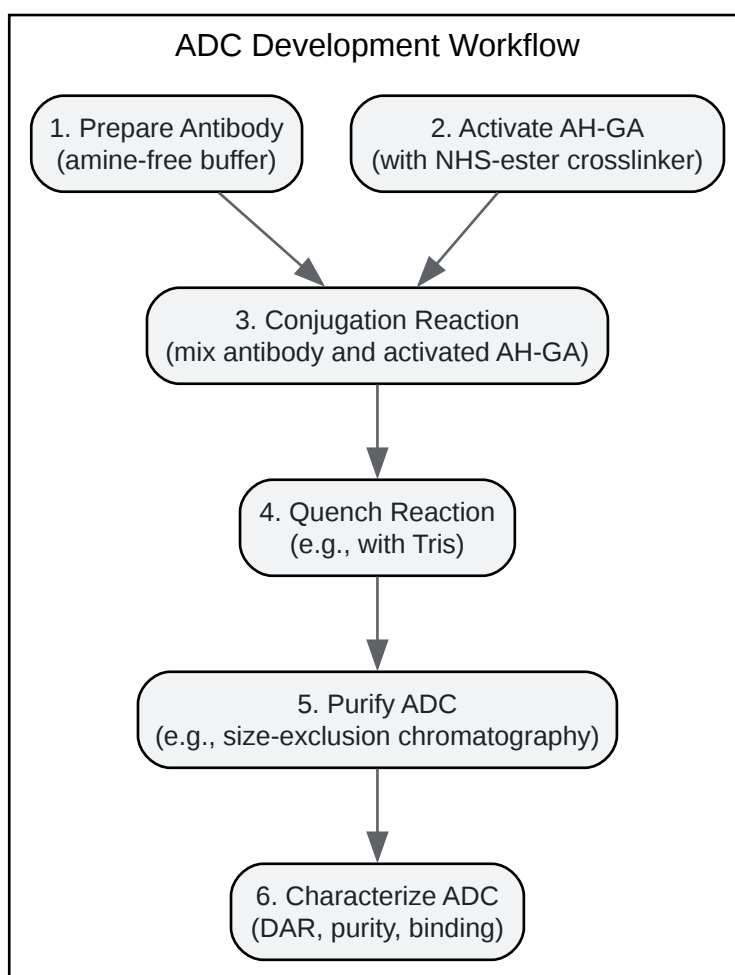 ADC Development Workflow
1. Prepare Antibody
(amine-free buffer)
2. Activate AH-GA
(with NHS-ester crosslinker)
3. Conjugation Reaction
(mix antibody and activated AH-GA)
4. Quench Reaction
(e.g., with Tris)
5. Purify ADC
(e.g., size-exclusion chromatography)
6. Characterize ADC
(DAR, purity, binding)